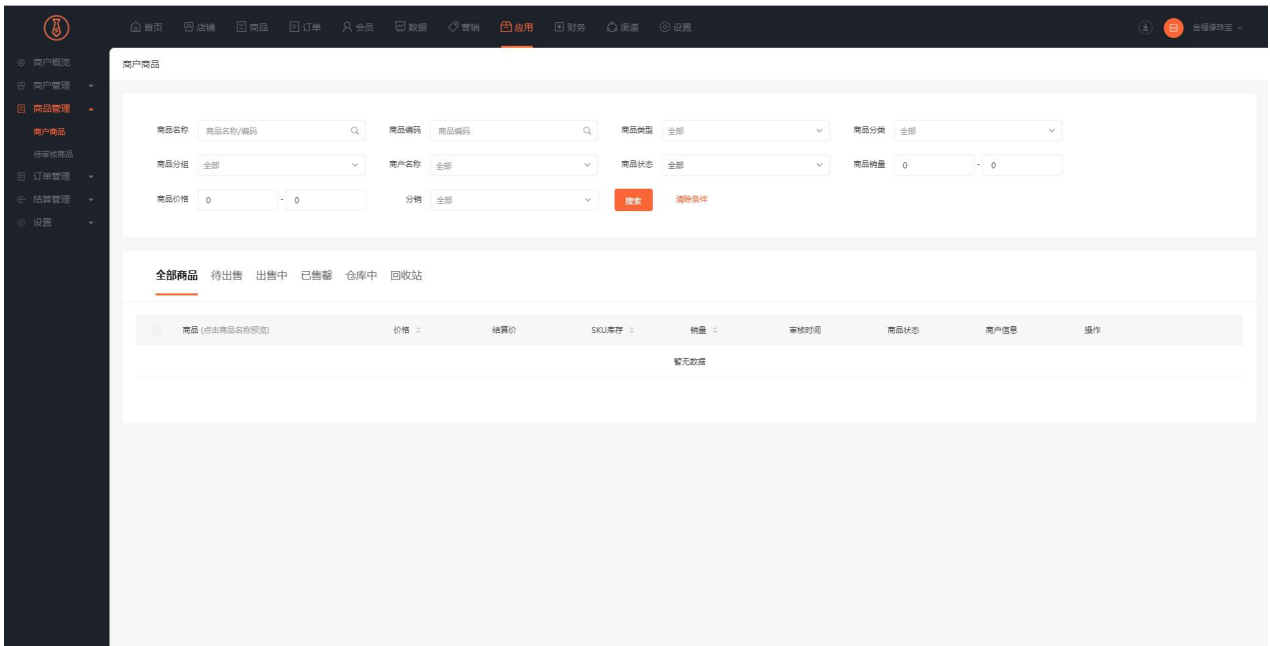 首页 店铺 商品 订单 会员 数据 营销 应用 财务 渠道 设置 金福缘珠宝
商户概览
商户管理
商品管理
商户商品
待审核商品
订单管理
结算管理
设置
商户商品
商品名称 商品名称/编码 商品编码 商品编码 商品类型 全部 商品分类 全部
商品分组 全部 商户名称 全部 商品状态 全部 商品销量 0 - 0
商品价格 0 - 0 分销 全部 搜索 清除条件
全部商品 待出售 出售中 已售罄 仓库中 回收站
商品 (点击商品名称预览) 价格 结算价 SKU库存 销量 审核时间 商品状态 商户信息 操作
暂无数据